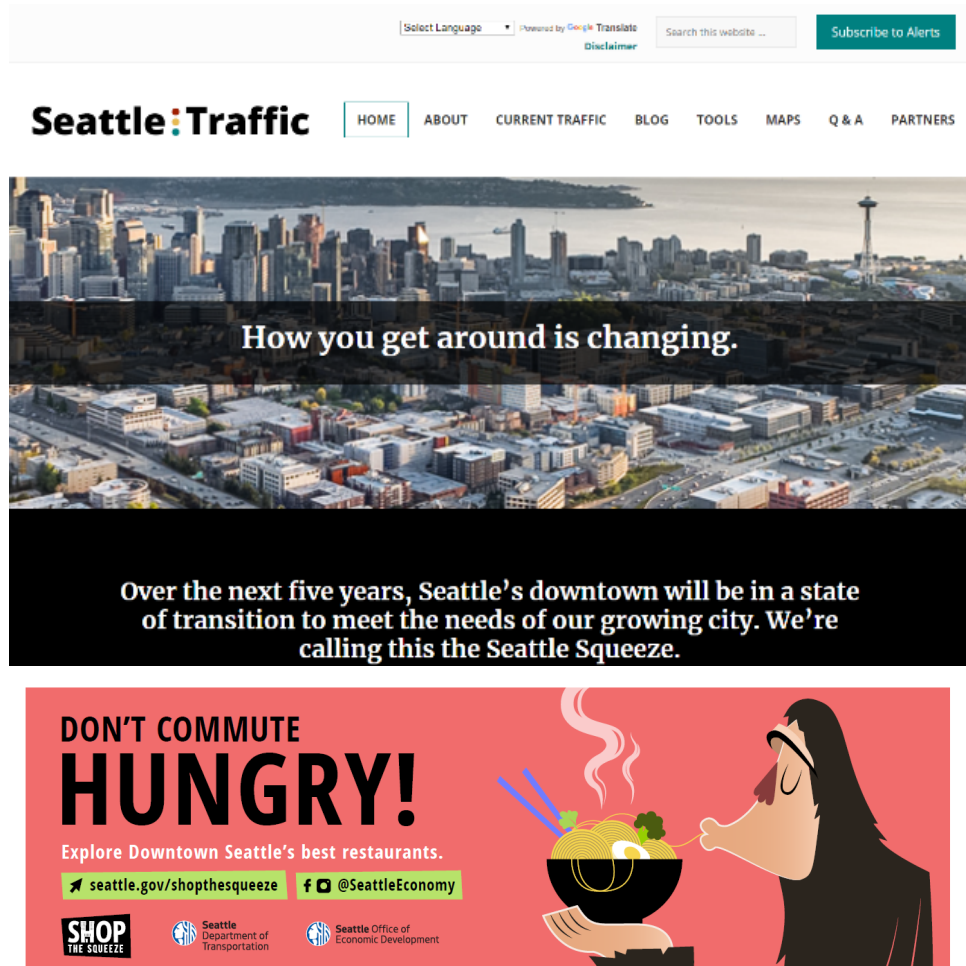 Select Language
Powered by Google Translate
Disclaimer
Search this website ...
Subscribe to Alerts
Seattle Traffic
HOME ABOUT CURRENT TRAFFIC BLOG TOOLS MAPS Q & A PARTNERS
How you get around is changing.
Over the next five years, Seattle’s downtown will be in a state
of transition to meet the needs of our growing city. We’re
calling this the Seattle Squeeze.
DON’T COMMUTE
HUNGRY!
Explore Downtown Seattle’s best restaurants.
seattle.gov/shopthesqueeze
@SeattleEconomy
SHOP
THE SQUEEZE
Seattle
Department of
Transportation
Seattle Office of
Economic Development